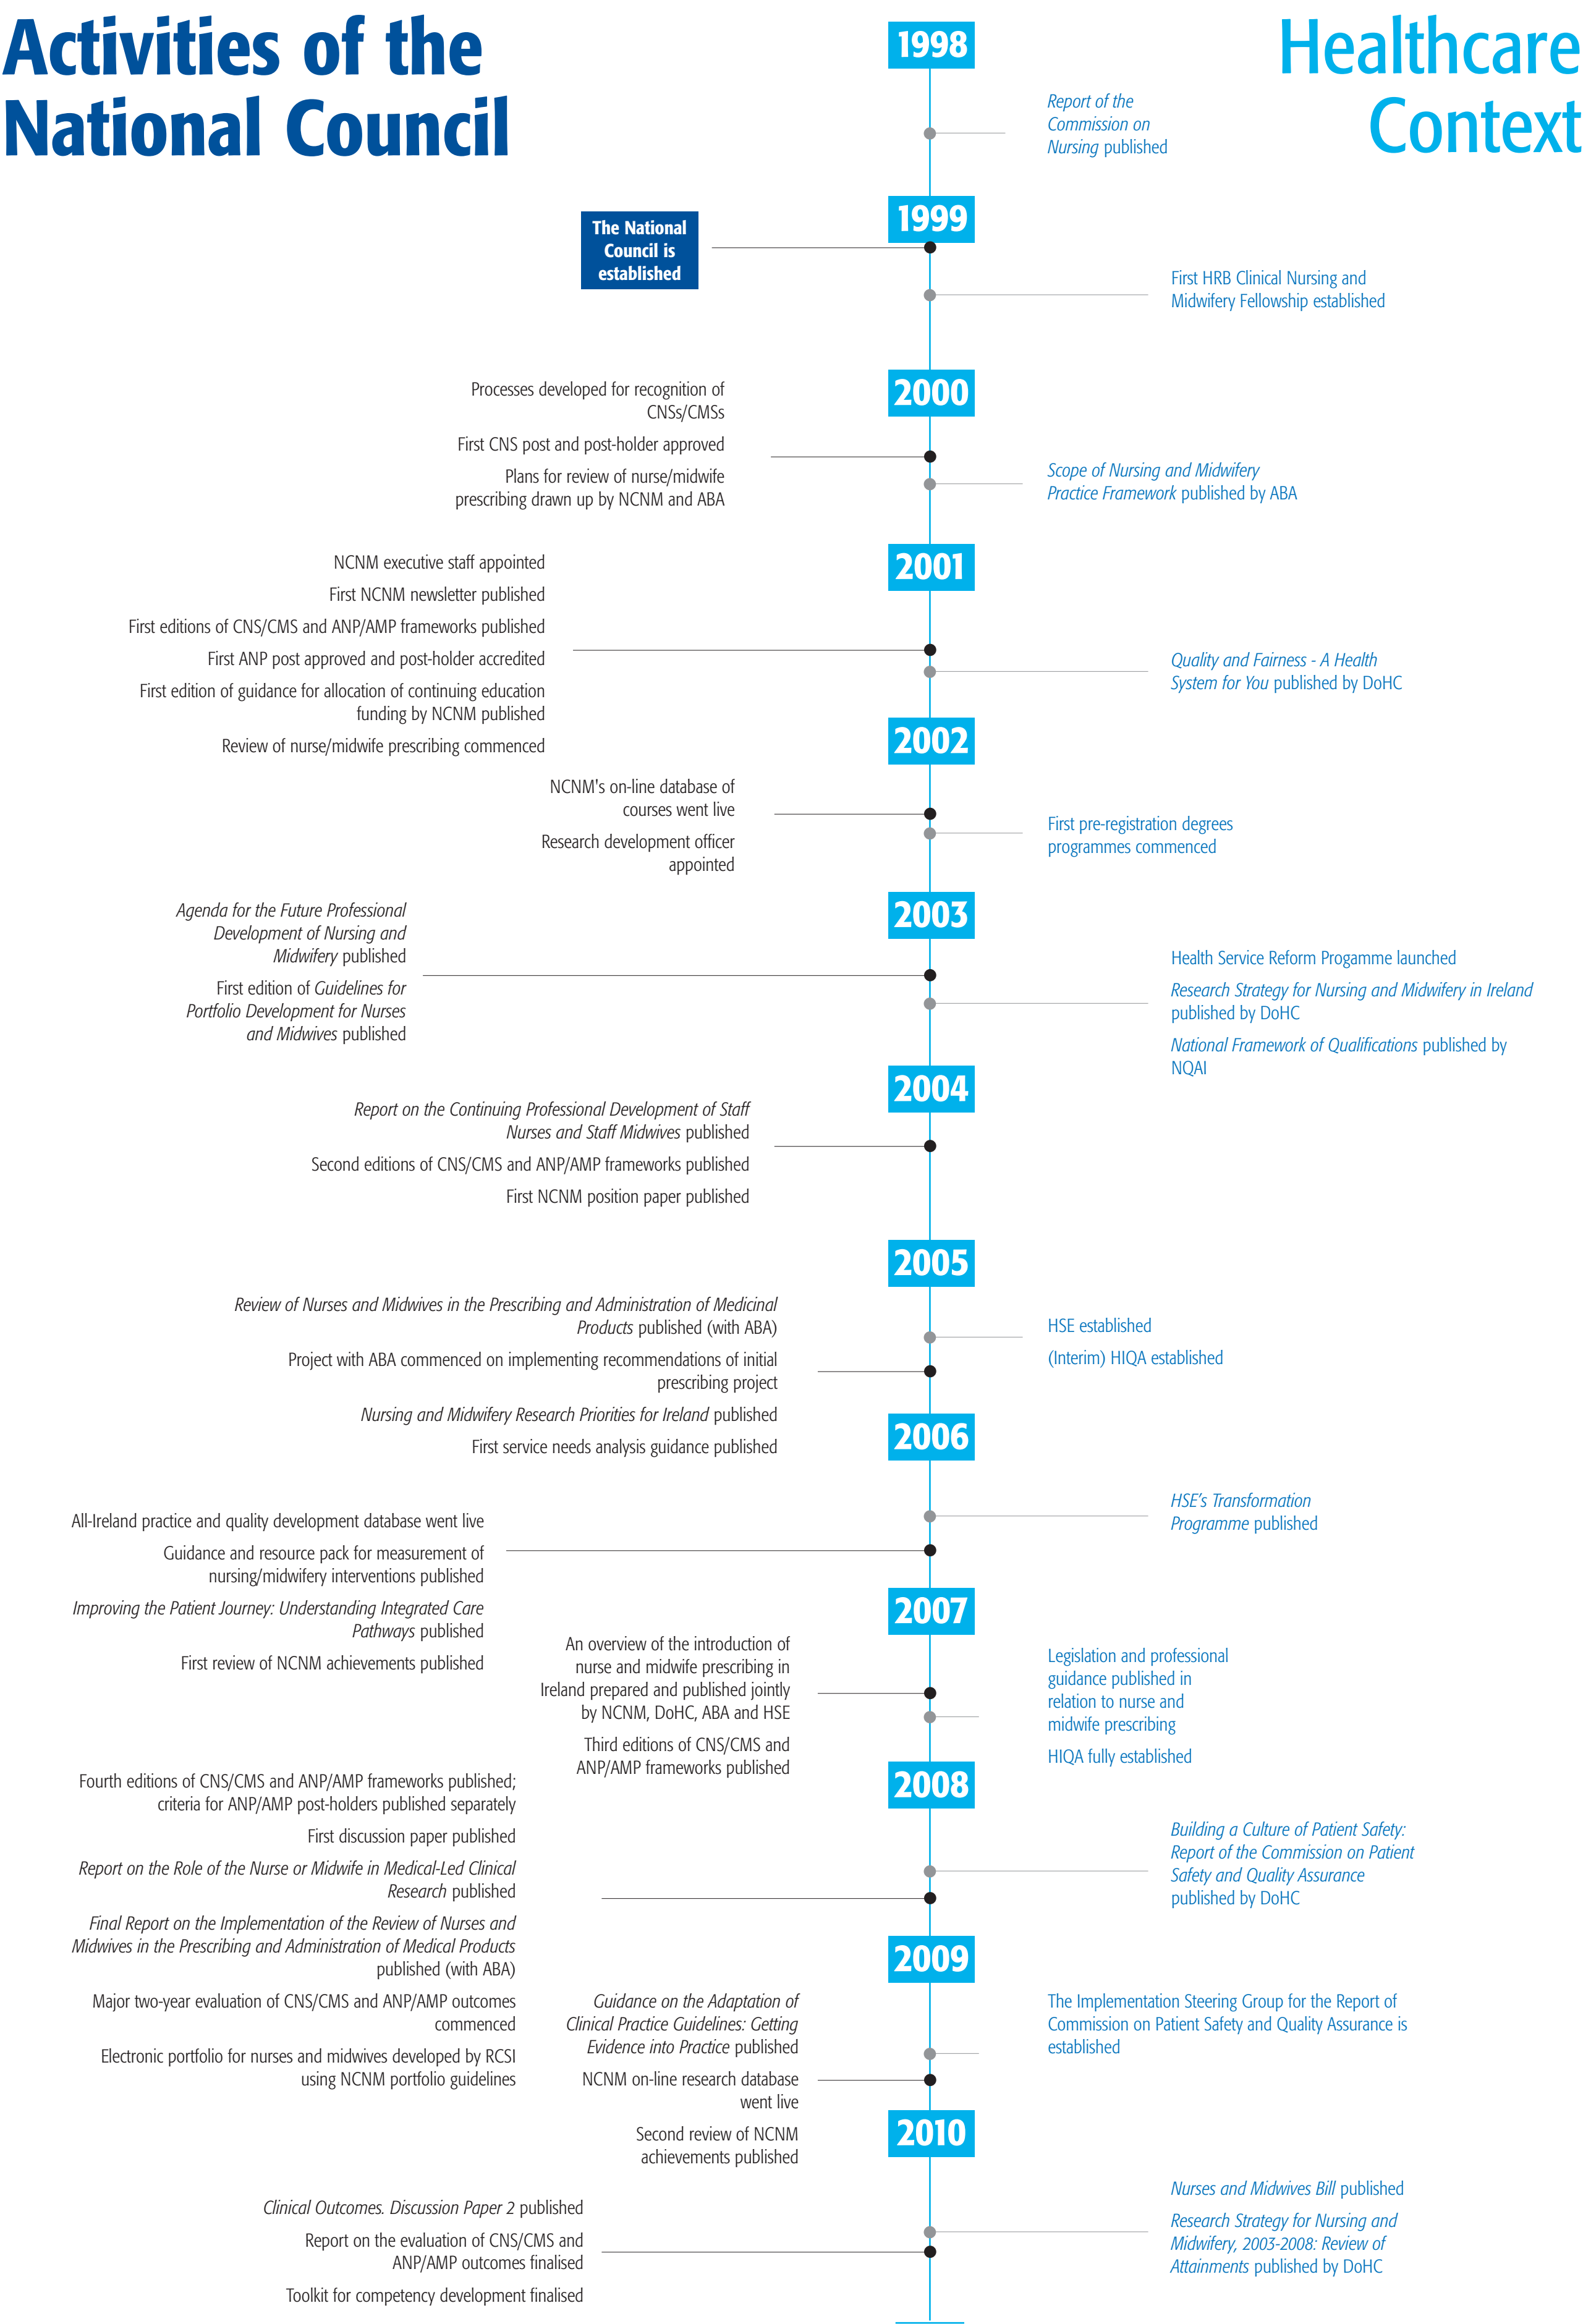 Activities of the
National Council
Healthcare
Context
1998
Report of the
Commission on
Nursing published
1999
The National
Council is
established
First HRB Clinical Nursing and
Midwifery Fellowship established
2000
Processes developed for recognition of
CNSs/CMSs
First CNS post and post-holder approved
Plans for review of nurse/midwife
prescribing drawn up by NCNM and ABA
Scope of Nursing and Midwifery
Practice Framework published by ABA
2001
NCNM executive staff appointed
First NCNM newsletter published
First editions of CNS/CMS and ANP/AMP frameworks published
First ANP post approved and post-holder accredited
First edition of guidance for allocation of continuing education
funding by NCNM published
Review of nurse/midwife prescribing commenced
Quality and Fairness - A Health
System for You published by DoHC
2002
NCNM's on-line database of
courses went live
Research development officer
appointed
First pre-registration degrees
programmes commenced
2003
Agenda for the Future Professional
Development of Nursing and
Midwifery published
First edition of Guidelines for
Portfolio Development for Nurses
and Midwives published
Health Service Reform Progamme launched
Research Strategy for Nursing and Midwifery in Ireland
published by DoHC
National Framework of Qualifications published by
NQAI
2004
Report on the Continuing Professional Development of Staff
Nurses and Staff Midwives published
Second editions of CNS/CMS and ANP/AMP frameworks published
First NCNM position paper published
2005
Review of Nurses and Midwives in the Prescribing and Administration of Medicinal
Products published (with ABA)
Project with ABA commenced on implementing recommendations of initial
prescribing project
Nursing and Midwifery Research Priorities for Ireland published
First service needs analysis guidance published
HSE established
(Interim) HIQA established
2006
All-Ireland practice and quality development database went live
Guidance and resource pack for measurement of
nursing/midwifery interventions published
Improving the Patient Journey: Understanding Integrated Care
Pathways published
First review of NCNM achievements published
HSE's Transformation
Programme published
2007
An overview of the introduction of
nurse and midwife prescribing in
Ireland prepared and published jointly
by NCNM, DoHC, ABA and HSE
Third editions of CNS/CMS and
ANP/AMP frameworks published
Legislation and professional
guidance published in
relation to nurse and
midwife prescribing
HIQA fully established
2008
Fourth editions of CNS/CMS and ANP/AMP frameworks published;
criteria for ANP/AMP post-holders published separately
First discussion paper published
Report on the Role of the Nurse or Midwife in Medical-Led Clinical
Research published
Final Report on the Implementation of the Review of Nurses and
Midwives in the Prescribing and Administration of Medical Products
published (with ABA)
Major two-year evaluation of CNS/CMS and ANP/AMP outcomes
commenced
Electronic portfolio for nurses and midwives developed by RCSI
using NCNM portfolio guidelines
Building a Culture of Patient Safety:
Report of the Commission on Patient
Safety and Quality Assurance
published by DoHC
2009
Guidance on the Adaptation of
Clinical Practice Guidelines: Getting
Evidence into Practice published
NCNM on-line research database
went live
Second review of NCNM
achievements published
The Implementation Steering Group for the Report of
Commission on Patient Safety and Quality Assurance is
established
2010
Clinical Outcomes. Discussion Paper 2 published
Report on the evaluation of CNS/CMS and
ANP/AMP outcomes finalised
Toolkit for competency development finalised
Nurses and Midwives Bill published
Research Strategy for Nursing and
Midwifery, 2003-2008: Review of
Attainments published by DoHC